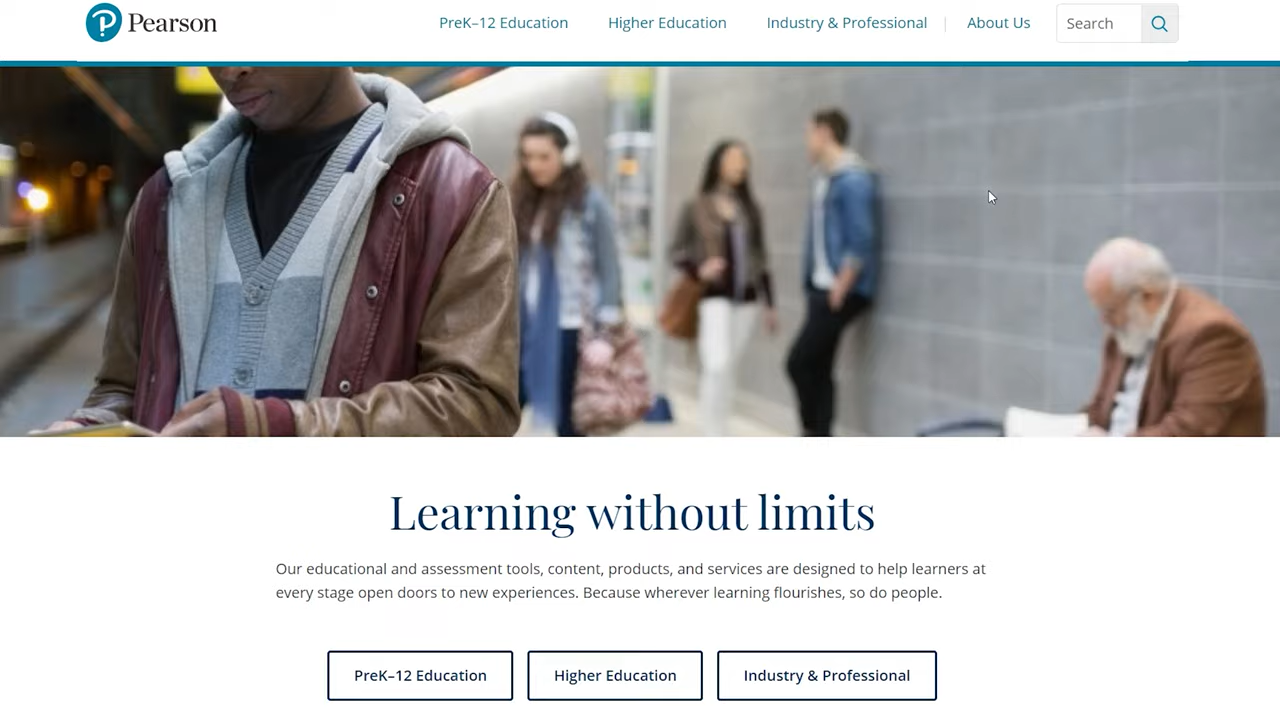 Pearson
PreK–12 Education
Higher Education
Industry & Professional
About Us
Search
Learning without limits
Our educational and assessment tools, content, products, and services are designed to help learners at
every stage open doors to new experiences. Because wherever learning flourishes, so do people.
PreK–12 Education
Higher Education
Industry & Professional